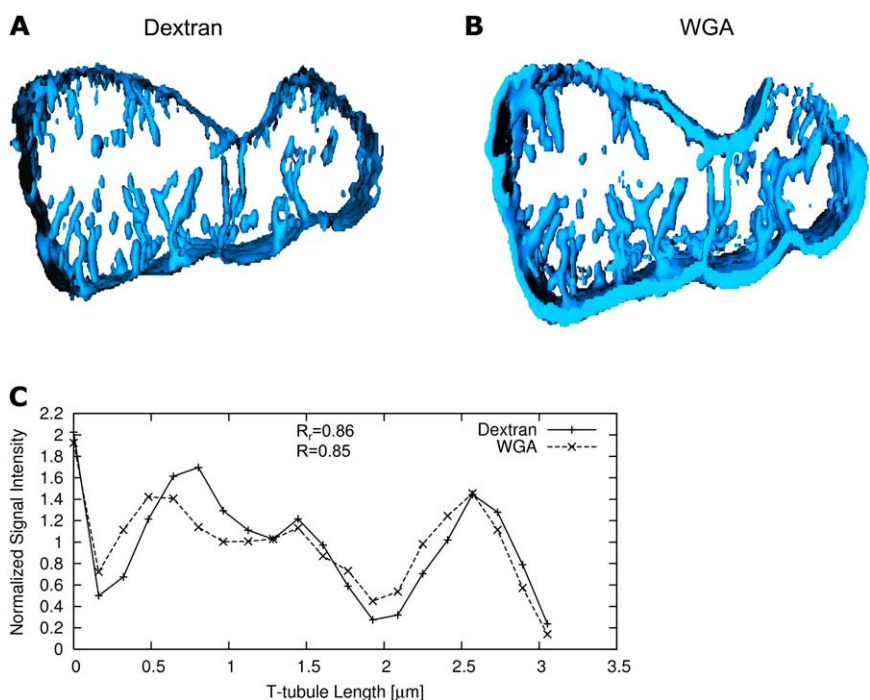 A Dextran
B WGA
C
2.2
2
1.8
1.6
1.4
1.2
1
0.8
0.6
0.4
0.2
0
Normalized Signal Intensity
R_r=0.86
R=0.85
Dextran
WGA
0 0.5 1 1.5 2 2.5 3 3.5
T-tubule Length [μm]